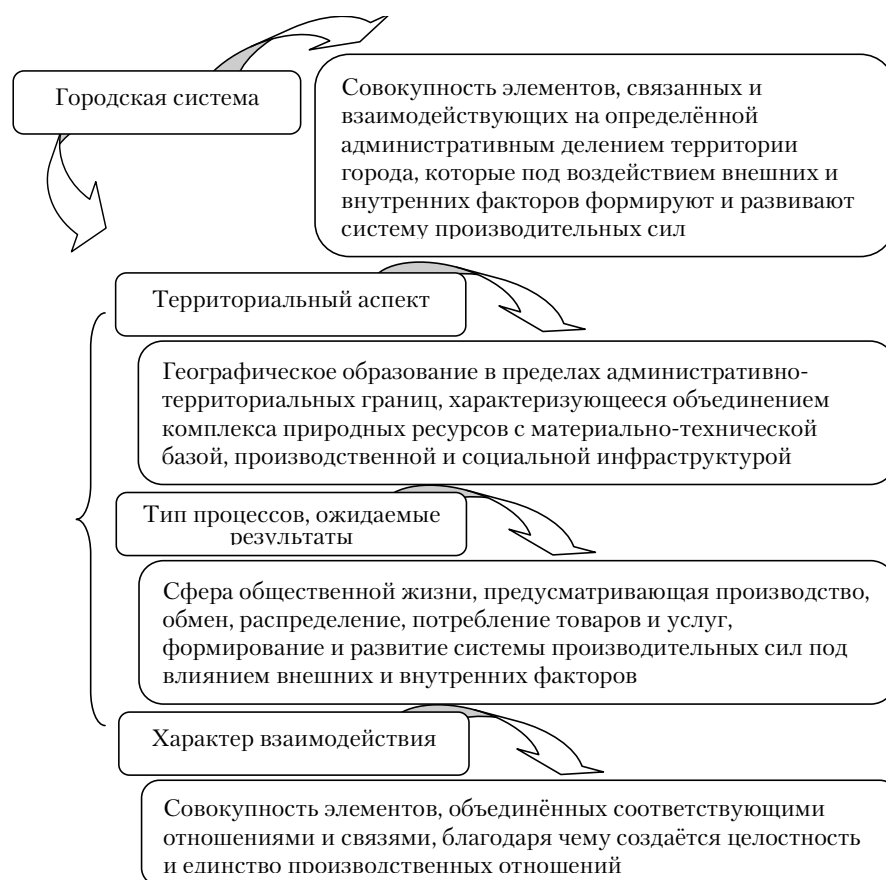 Городская система
Совокупность элементов, связанных и
взаимодействующих на определённой
административным делением территории
города, которые под воздействием внешних и
внутренних факторов формируют и развивают
систему производительных сил
Территориальный аспект
Географическое образование в пределах административно-
территориальных границ, характеризующееся объединением
комплекса природных ресурсов с материально-технической
базой, производственной и социальной инфраструктурой
Тип процессов, ожидаемые
результаты
Сфера общественной жизни, предусматривающая производство,
обмен, распределение, потребление товаров и услуг,
формирование и развитие системы производительных сил под
влиянием внешних и внутренних факторов
Характер взаимодействия
Совокупность элементов, объединённых соответствующими
отношениями и связями, благодаря чему создаётся целостность
и единство производственных отношений